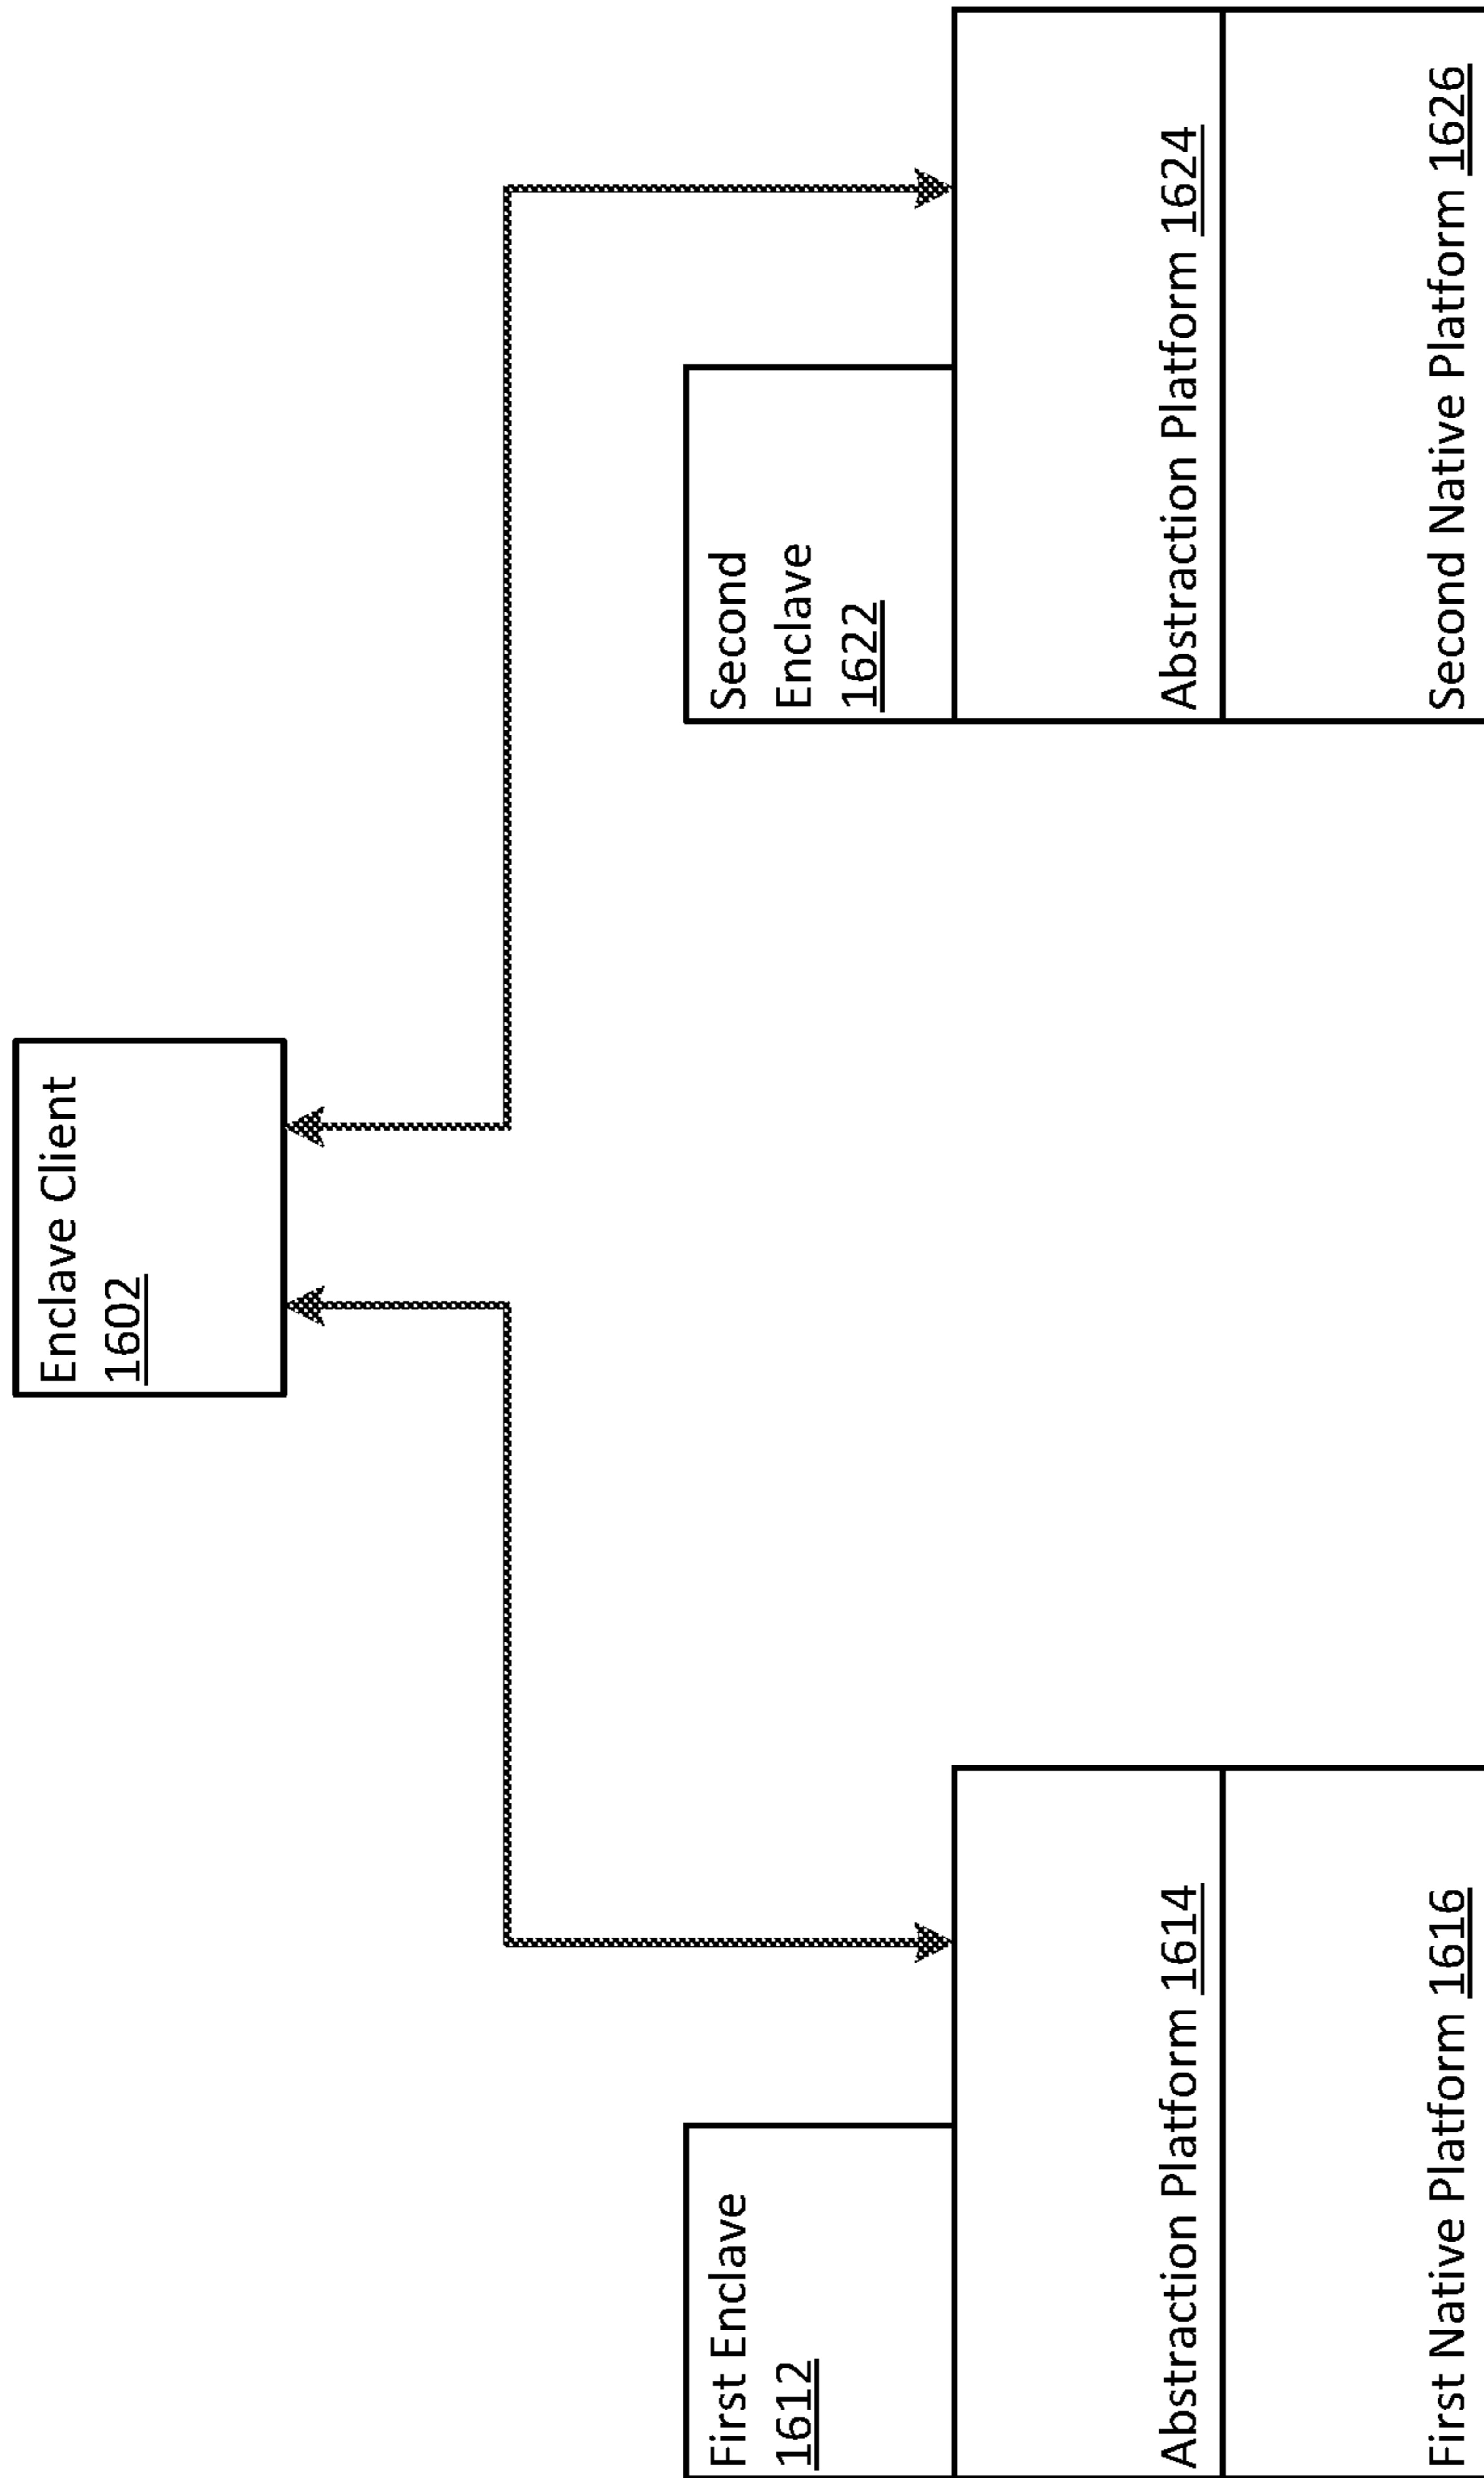 Enclave Client
1602
First Enclave
1612
Abstraction Platform 1614
First Native Platform 1616
Second
Enclave
1622
Abstraction Platform 1624
Second Native Platform 1626